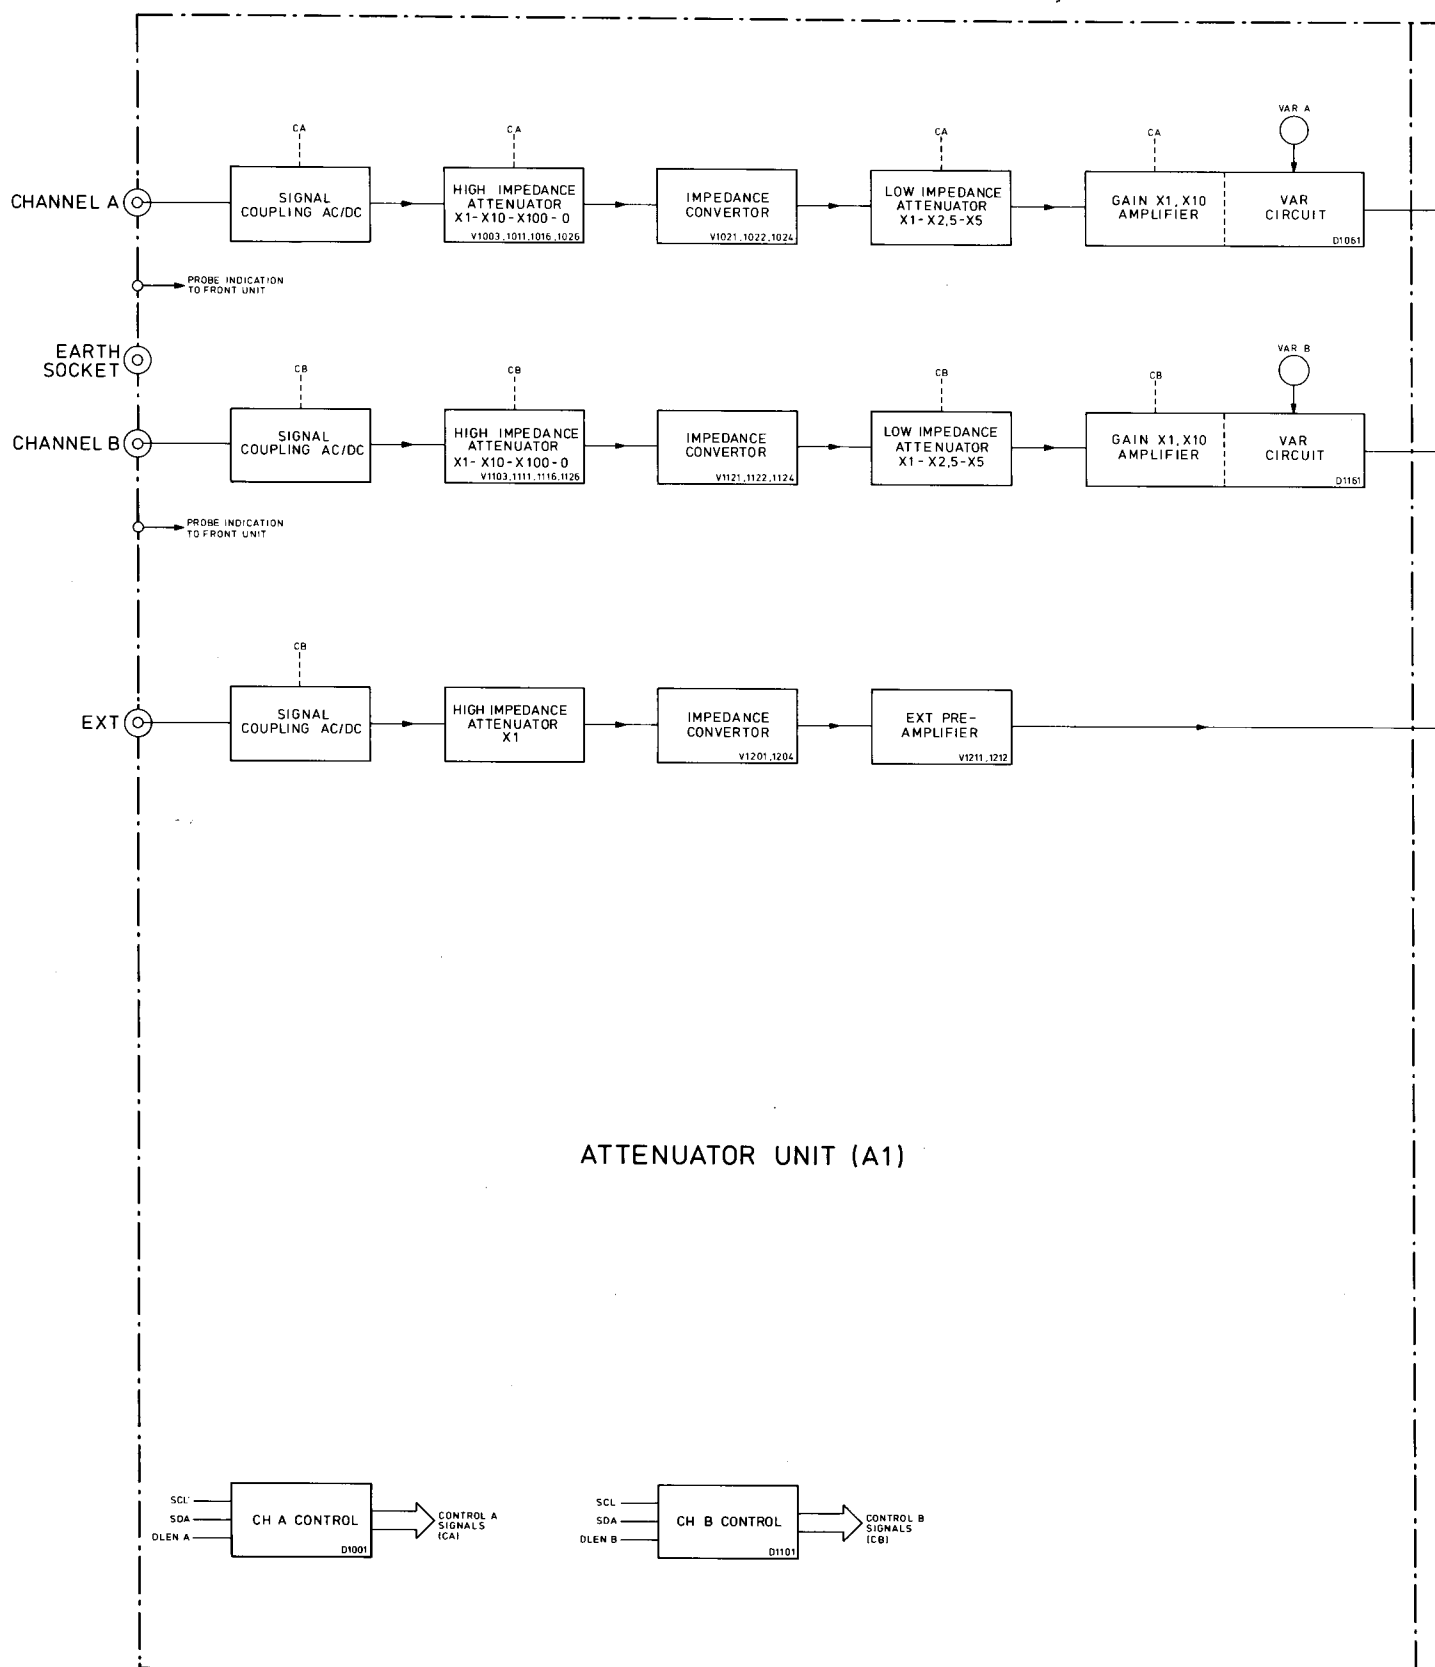 VAR A
CA
CA
CA
CA
CHANNEL A
SIGNAL
COUPLING AC/DC
HIGH IMPEDANCE
ATTENUATOR
X1-X10-X100-0
V1003,1011,1016,1026
IMPEDANCE
CONVERTOR
V1021,1022,1024
LOW IMPEDANCE
ATTENUATOR
X1-X2,5-X5
GAIN X1,X10
AMPLIFIER
VAR
CIRCUIT
D1061
PROBE INDICATION
TO FRONT UNIT
EARTH
SOCKET
VAR B
CB
CB
CB
CB
CHANNEL B
SIGNAL
COUPLING AC/DC
HIGH IMPEDANCE
ATTENUATOR
X1-X10-X100-0
V1103,1111,1116,1126
IMPEDANCE
CONVERTOR
V1121,1122,1124
LOW IMPEDANCE
ATTENUATOR
X1-X2,5-X5
GAIN X1,X10
AMPLIFIER
VAR
CIRCUIT
D1161
PROBE INDICATION
TO FRONT UNIT
CB
EXT
SIGNAL
COUPLING AC/DC
HIGH IMPEDANCE
ATTENUATOR
X1
IMPEDANCE
CONVERTOR
V1201,1204
EXT PRE-
AMPLIFIER
V1211,1212
ATTENUATOR UNIT (A1)
SCL
SDA
DLEN A
CH A CONTROL
D1001
CONTROL A
SIGNALS
(CA)
SCL
SDA
DLEN B
CH B CONTROL
D1101
CONTROL B
SIGNALS
(CB)